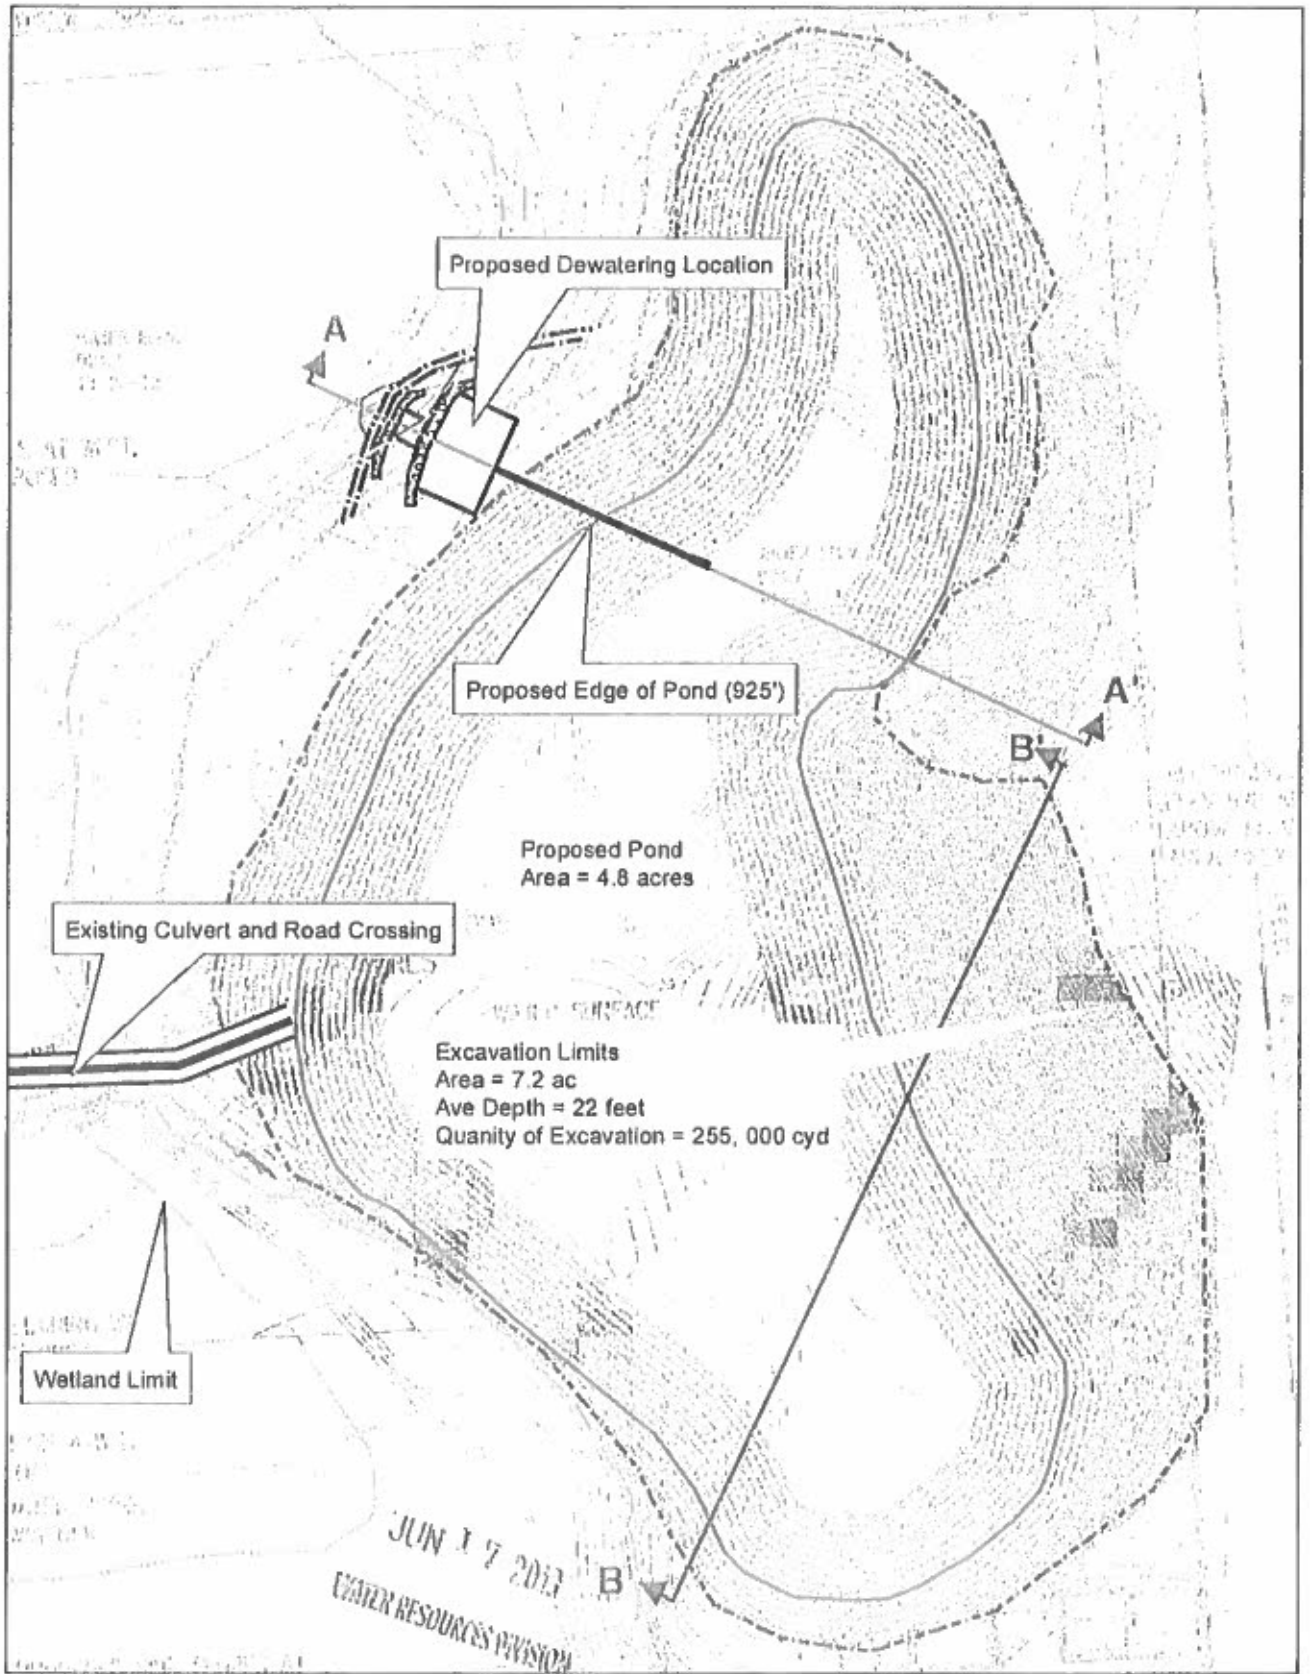 Proposed Dewatering Location
A
Proposed Edge of Pond (925')
A'
B'
Proposed Pond
Area = 4.8 acres
Existing Culvert and Road Crossing
SURFACE
Excavation Limits
Area = 7.2 ac
Ave Depth = 22 feet
Quanity of Excavation = 255, 000 cyd
Wetland Limit
JUN 17 2013
B
WATER RESOURCES DIVISION